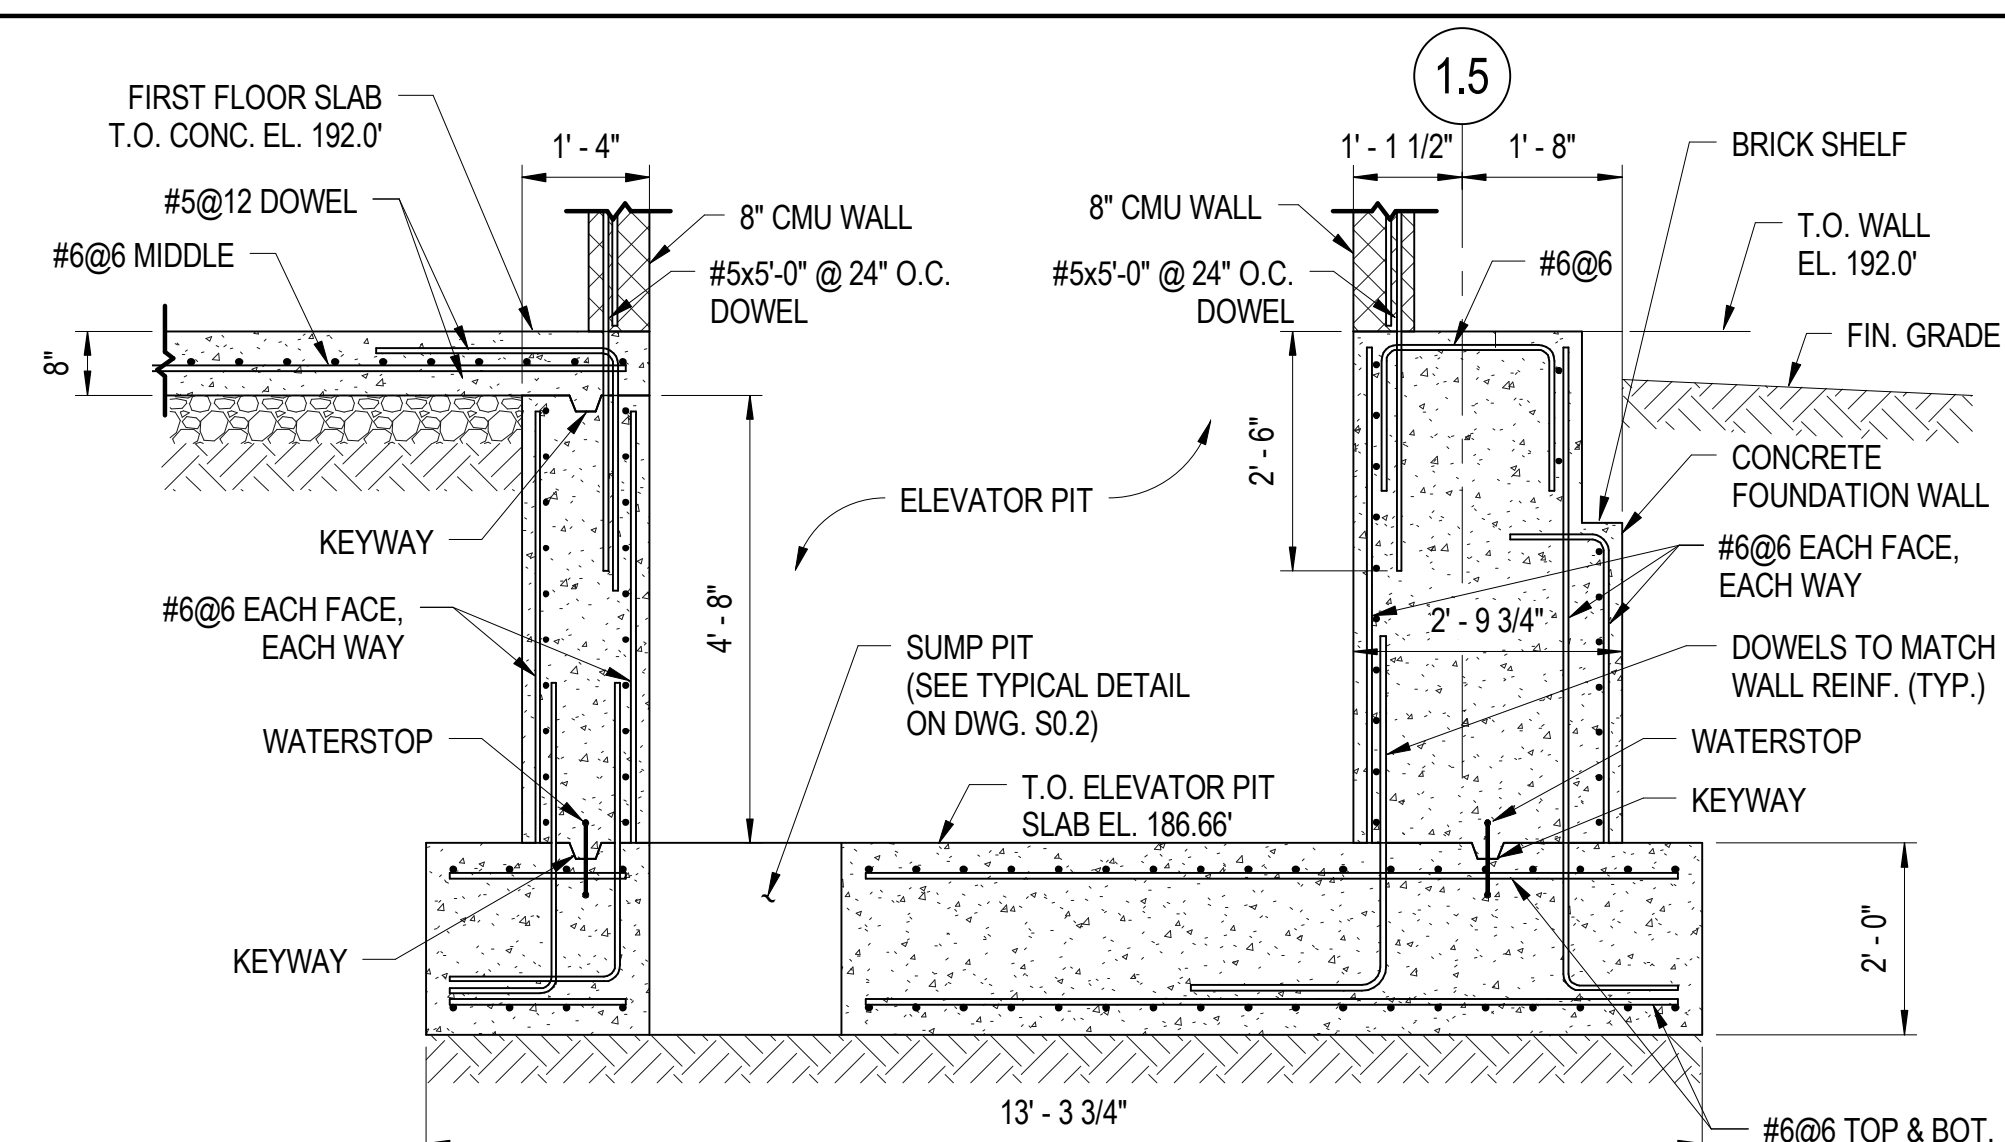 1.5
FIRST FLOOR SLAB
T.O. CONC. EL. 192.0'
1' - 4"
1' - 1 1/2"
1' - 8"
BRICK SHELF
#5@12 DOWEL
8" CMU WALL
8" CMU WALL
T.O. WALL
EL. 192.0'
#6@6 MIDDLE
#5x5'-0" @ 24" O.C.
DOWEL
#5x5'-0" @ 24" O.C.
DOWEL
#6@6
FIN. GRADE
8"
2' - 6"
CONCRETE
FOUNDATION WALL
ELEVATOR PIT
KEYWAY
#6@6 EACH FACE,
EACH WAY
#6@6 EACH FACE,
EACH WAY
4' - 8"
2' - 9 3/4"
SUMP PIT
(SEE TYPICAL DETAIL
ON DWG. S0.2)
DOWELS TO MATCH
WALL REINF. (TYP.)
WATERSTOP
WATERSTOP
T.O. ELEVATOR PIT
SLAB EL. 186.66'
KEYWAY
KEYWAY
2' - 0"
13' - 3 3/4"
#6@6 TOP & BOT.